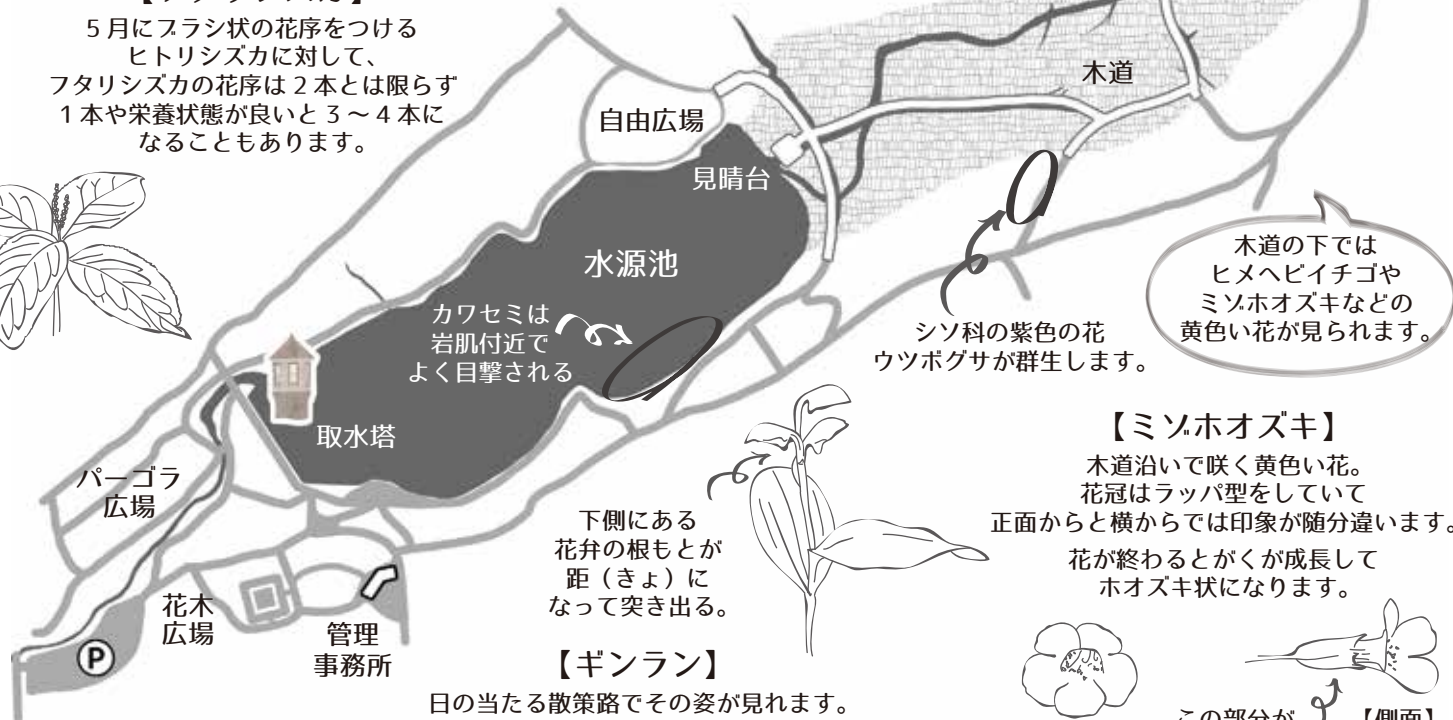 5月にブラシ状の花序をつける
ヒトリシズカに対して、
フタリシズカの花序は2本とは限らず
1本や栄養状態が良いと3～4本に
なることもあります。
自由広場
木道
見晴台
水源池
カワセミは
岩肌付近で
よく目撃される
取水塔
シソ科の紫色の花
ウツボグサが群生します。
木道の下では
ヒメヘビイチゴや
ミゾホオズキなどの
黄色い花が見られます。
パーゴラ
広場
花木
広場
管理
事務所
P
下側にある
花弁の根もとが
距（きょ）に
なって突き出る。
【ギンラン】
日の当たる散策路でその姿が見れます。
【ミゾホオズキ】
木道沿いで咲く黄色い花。
花冠はラッパ型をしていて
正面からと横からでは印象が随分違います。
花が終わるとがくが成長して
ホオズキ状になります。
この部分が
【側面】